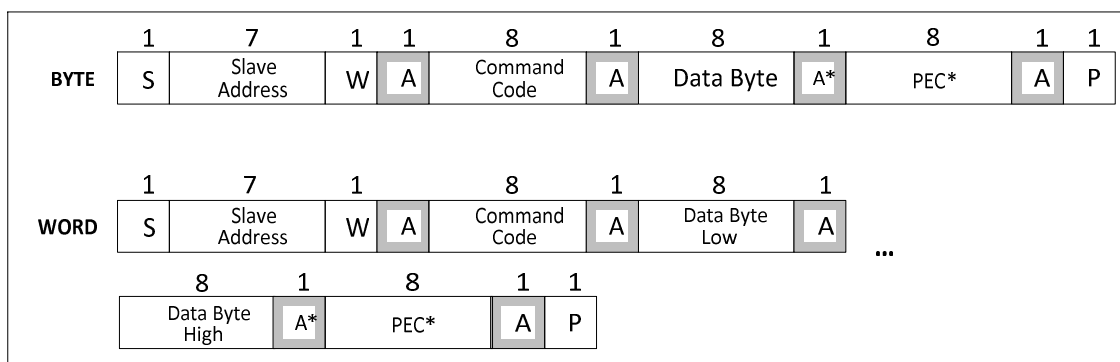 1 7 1 1 8 1 8 1 8 1 1
BYTE S Slave Address W A Command Code A Data Byte A* PEC* A P
1 7 1 8 1 8 1
WORD S Slave Address W A Command Code A Data Byte Low A ...
8 1 8 1 1
Data Byte High A* PEC* A P